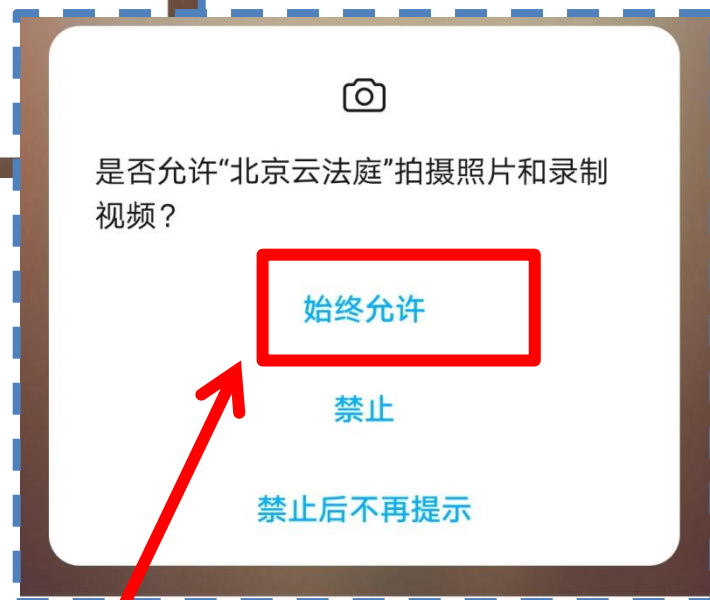 是否允许“北京云法庭”拍摄照片和录制
视频？
始终允许
禁止
禁止后不再提示